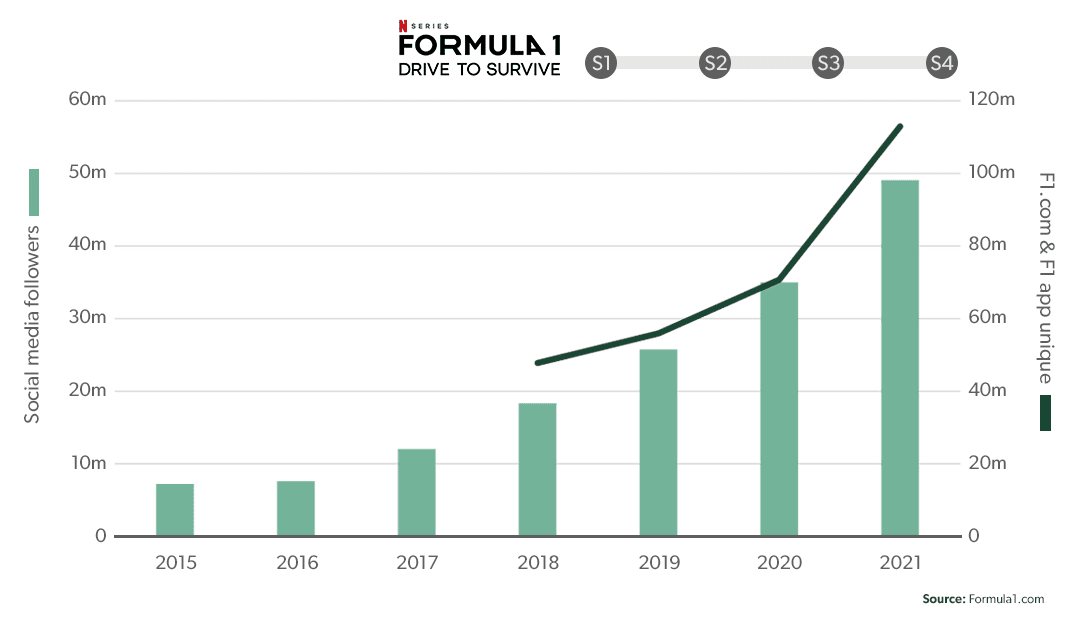 N SERIES
FORMULA 1
DRIVE TO SURVIVE
S1 S2 S3 S4
60m
50m
40m
30m
20m
10m
0
Social media followers
120m
100m
80m
60m
40m
20m
0
F1.com & F1 app unique
2015 2016 2017 2018 2019 2020 2021
Source: Formula1.com